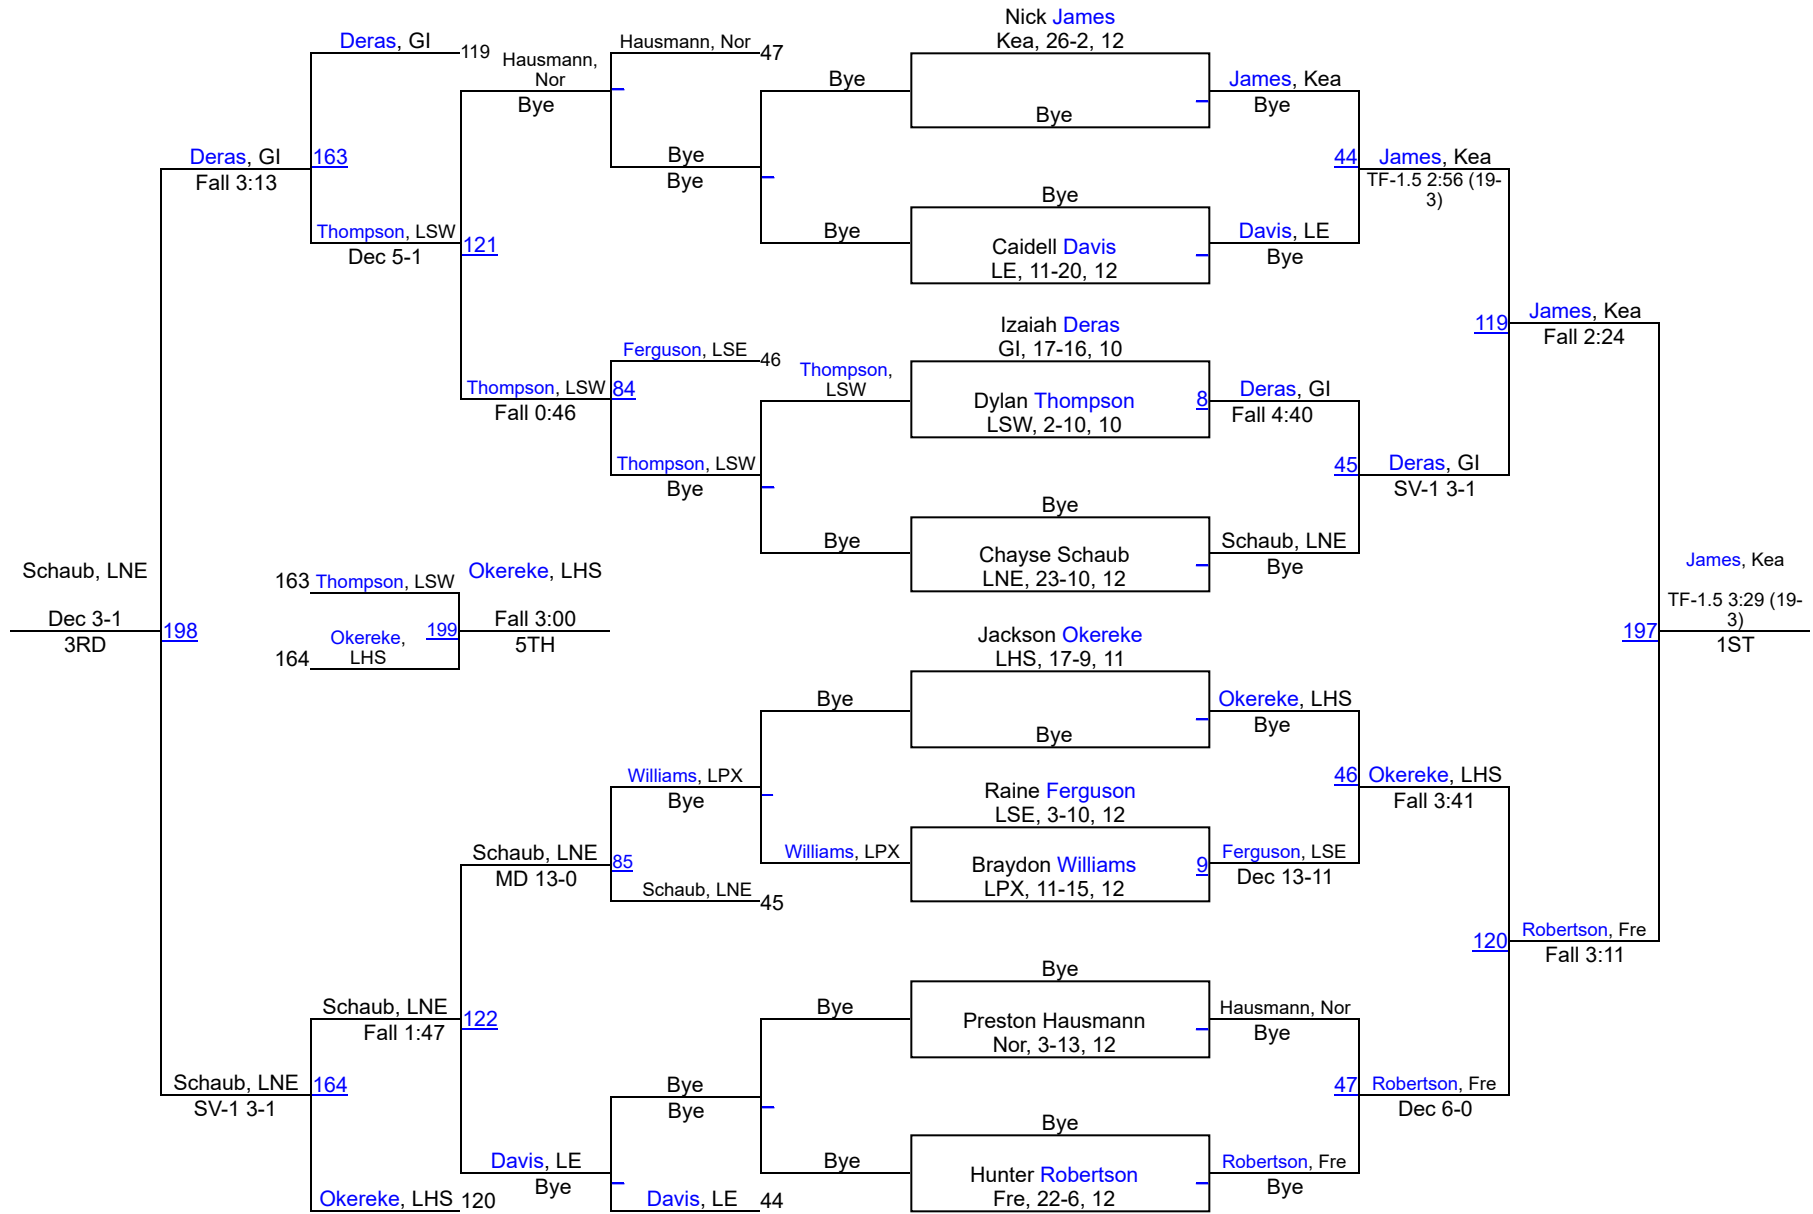 Nick James
Kea, 26-2, 12
Deras, GI
119
Hausmann,
Nor
Bye
Hausmann, Nor
47
Bye
Bye
James, Kea
Bye
Deras, GI
Fall 3:13
163
Bye
Bye
44
James, Kea
TF-1.5 2:56 (19-
3)
Thompson, LSW
Dec 5-1
121
Bye
Bye
Caidell Davis
LE, 11-20, 12
Davis, LE
Bye
Izaiah Deras
GI, 17-16, 10
119
James, Kea
Fall 2:24
Ferguson, LSE
46
Thompson, LSW
Fall 0:46
84
Thompson,
LSW
Dylan Thompson
LSW, 2-10, 10
8
Deras, GI
Fall 4:40
Thompson, LSW
Bye
45
Deras, GI
SV-1 3-1
Bye
Bye
Chayse Schaub
LNE, 23-10, 12
Schaub, LNE
Bye
Schaub, LNE
Dec 3-1
3RD
198
163
Thompson, LSW
Okereke,
LHS
164
199
Okereke, LHS
Fall 3:00
5TH
James, Kea
TF-1.5 3:29 (19-
3)
1ST
197
Jackson Okereke
LHS, 17-9, 11
Bye
Bye
Okereke, LHS
Bye
Williams, LPX
Bye
46
Okereke, LHS
Fall 3:41
Raine Ferguson
LSE, 3-10, 12
Schaub, LNE
MD 13-0
85
Williams, LPX
Braydon Williams
LPX, 11-15, 12
9
Ferguson, LSE
Dec 13-11
Schaub, LNE
45
120
Robertson, Fre
Fall 3:11
Bye
Schaub, LNE
Fall 1:47
122
Bye
Preston Hausmann
Nor, 3-13, 12
Hausmann, Nor
Bye
Schaub, LNE
SV-1 3-1
164
Bye
Bye
47
Robertson, Fre
Dec 6-0
Bye
Davis, LE
Bye
Bye
Hunter Robertson
Fre, 22-6, 12
Robertson, Fre
Bye
Okereke, LHS
120
Davis, LE
44